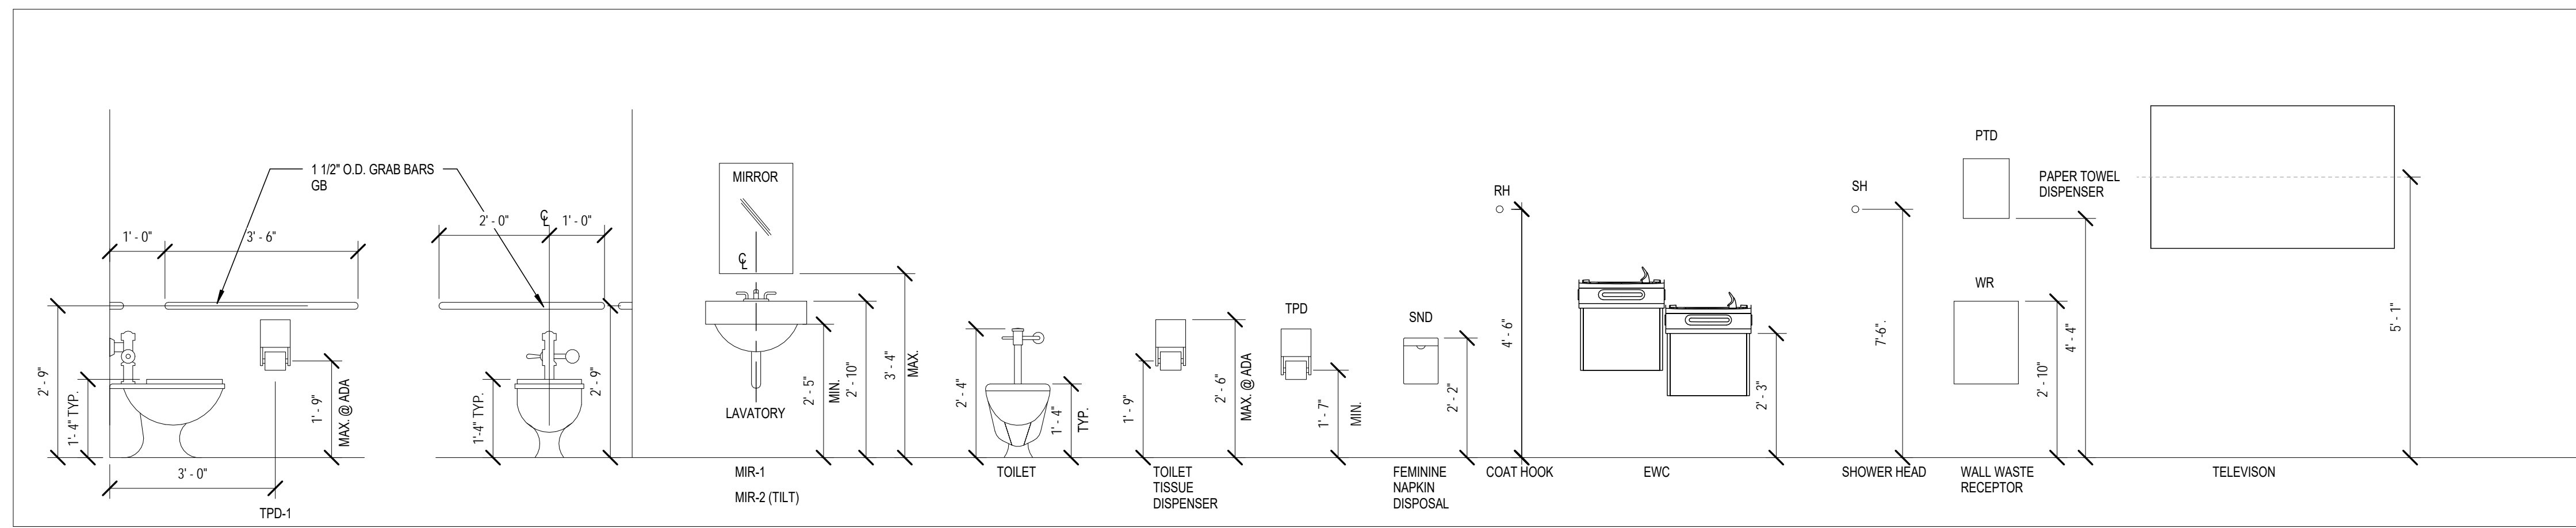 1 1/2" O.D. GRAB BARS
GB
1' - 0"
3' - 6"
2' - 9"
1'- 4" TYP.
1' - 9"
MAX. @ ADA
3' - 0"
TPD-1
2' - 0"
℄
1' - 0"
1'-4" TYP.
2' - 9"
MIRROR
℄
LAVATORY
2' - 5"
MIN.
2' - 10"
3' - 4"
MAX.
MIR-1
MIR-2 (TILT)
2' - 4"
1' - 4"
TYP.
TOILET
1' - 9"
2' - 6"
MAX. @ ADA
TOILET
TISSUE
DISPENSER
TPD
1' - 7"
MIN.
SND
2' - 2"
FEMININE
NAPKIN
DISPOSAL
RH
4' - 6"
COAT HOOK
2' - 3"
EWC
SH
7'-6".
SHOWER HEAD
PTD
PAPER TOWEL
DISPENSER
WR
2' - 10"
4' - 4"
WALL WASTE
RECEPTOR
5' - 1"
TELEVISON